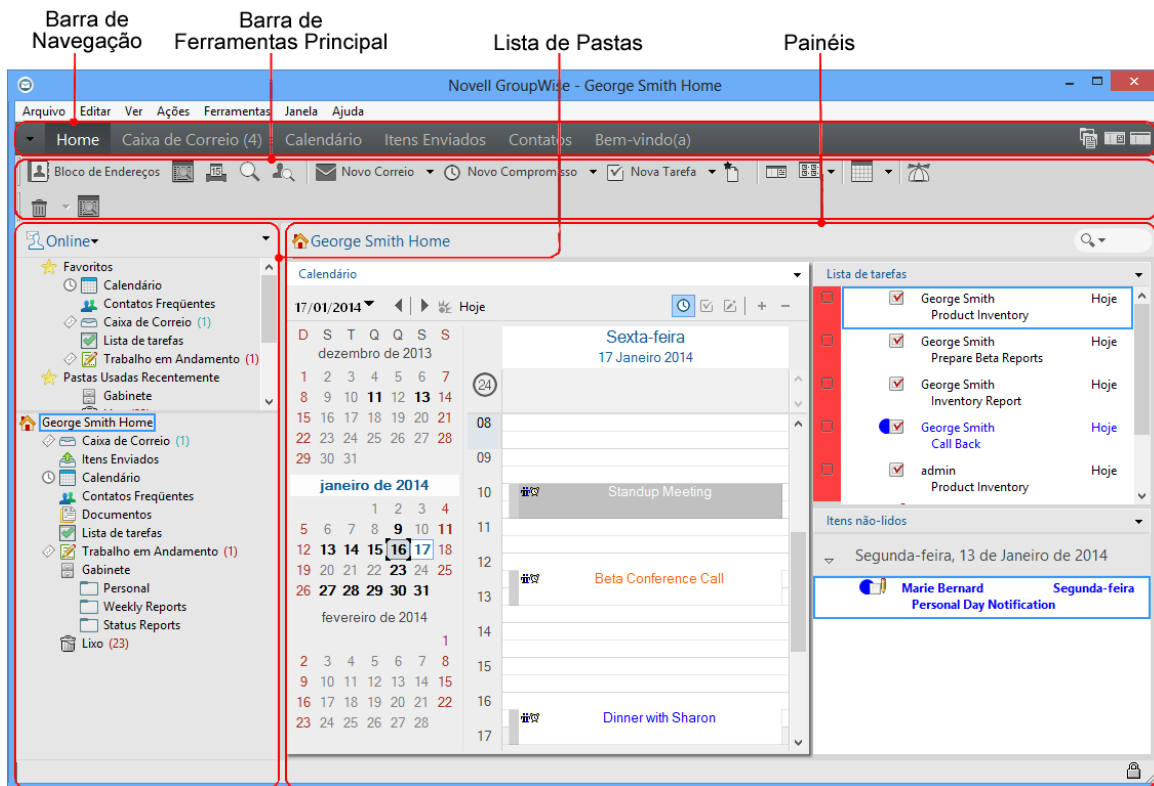 Barra de Navegação
Barra de Ferramentas Principal
Lista de Pastas
Painéis
Novell GroupWise - George Smith Home
Arquivo Editar Ver Ações Ferramentas Janela Ajuda
Home Caixa de Correio (4) Calendário Itens Enviados Contatos Bem-vindo(a)
Bloco de Endereços 15 Novo Correio Novo Compromisso Nova Tarefa
Online
Favoritos
Calendário
Contatos Freqüentes
Caixa de Correio (1)
Lista de tarefas
Trabalho em Andamento (1)
Pastas Usadas Recentemente
Gabinete
George Smith Home
Caixa de Correio (1)
Itens Enviados
Calendário
Contatos Freqüentes
Documentos
Lista de tarefas
Trabalho em Andamento (1)
Gabinete
Personal
Weekly Reports
Status Reports
Lixo (23)
George Smith Home
Calendário
17/01/2014 Hoje
D S T Q Q S S
dezembro de 2013
1 2 3 4 5 6 7
8 9 10 11 12 13 14
15 16 17 18 19 20 21
22 23 24 25 26 27 28
29 30 31
janeiro de 2014
1 2 3 4
5 6 7 8 9 10 11
12 13 14 15 16 17 18
19 20 21 22 23 24 25
26 27 28 29 30 31
fevereiro de 2014
1
2 3 4 5 6 7 8
9 10 11 12 13 14 15
16 17 18 19 20 21 22
23 24 25 26 27 28
Sexta-feira
17 Janeiro 2014
24
08
09
10 Standup Meeting
11
12
Beta Conference Call
13
14
15
16
Dinner with Sharon
17
Lista de tarefas
George Smith Hoje
Product Inventory
George Smith Hoje
Prepare Beta Reports
George Smith Hoje
Inventory Report
George Smith Hoje
Call Back
admin Hoje
Product Inventory
Itens não-lidos
Segunda-feira, 13 de Janeiro de 2014
Marie Bernard Segunda-feira
Personal Day Notification